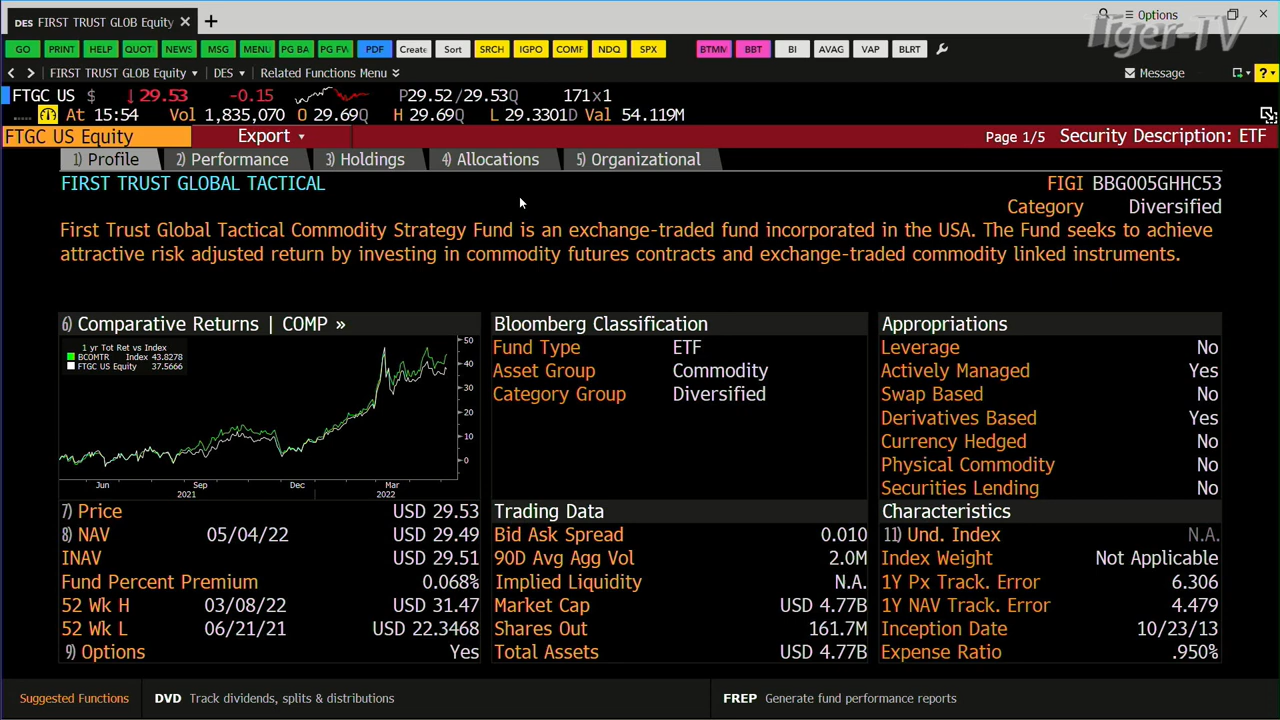 DES FIRST TRUST GLOB Equity × +
Options
Tiger-TV
GO PRINT HELP QUOT NEWS MSG MENU PG BA PG FW PDF Create Sort SRCH IGPO COMF NDQ SPX BTMM BBT BI AVAG VAP BLRT
FIRST TRUST GLOB Equity DES Related Functions Menu Message ?
FTGC US $ ↓29.53 -0.15 P29.52/29.53Q 171x1
At 15:54 Vol 1,835,070 O 29.69Q H 29.69Q L 29.3301D Val 54.119M
FTGC US Equity Export Page 1/5 Security Description: ETF
1) Profile 2) Performance 3) Holdings 4) Allocations 5) Organizational
FIRST TRUST GLOBAL TACTICAL FIGI BBG005GHHC53
Category Diversified
First Trust Global Tactical Commodity Strategy Fund is an exchange-traded fund incorporated in the USA. The Fund seeks to achieve
attractive risk adjusted return by investing in commodity futures contracts and exchange-traded commodity linked instruments.
6) Comparative Returns | COMP »
1 yr Tot Ret vs Index
BCOMTR Index 43.8278
FTGC US Equity 37.5666
50
40
30
20
10
0
Jun Sep Dec Mar
2021 2022
7) Price USD 29.53
8) NAV 05/04/22 USD 29.49
INAV USD 29.51
Fund Percent Premium 0.068%
52 Wk H 03/08/22 USD 31.47
52 Wk L 06/21/21 USD 22.3468
9) Options Yes
Bloomberg Classification
Fund Type ETF
Asset Group Commodity
Category Group Diversified
Trading Data
Bid Ask Spread 0.010
90D Avg Agg Vol 2.0M
Implied Liquidity N.A.
Market Cap USD 4.77B
Shares Out 161.7M
Total Assets USD 4.77B
Appropriations
Leverage No
Actively Managed Yes
Swap Based No
Derivatives Based Yes
Currency Hedged No
Physical Commodity No
Securities Lending No
Characteristics
11) Und. Index N.A.
Index Weight Not Applicable
1Y Px Track. Error 6.306
1Y NAV Track. Error 4.479
Inception Date 10/23/13
Expense Ratio .950%
Suggested Functions DVD Track dividends, splits & distributions FREP Generate fund performance reports